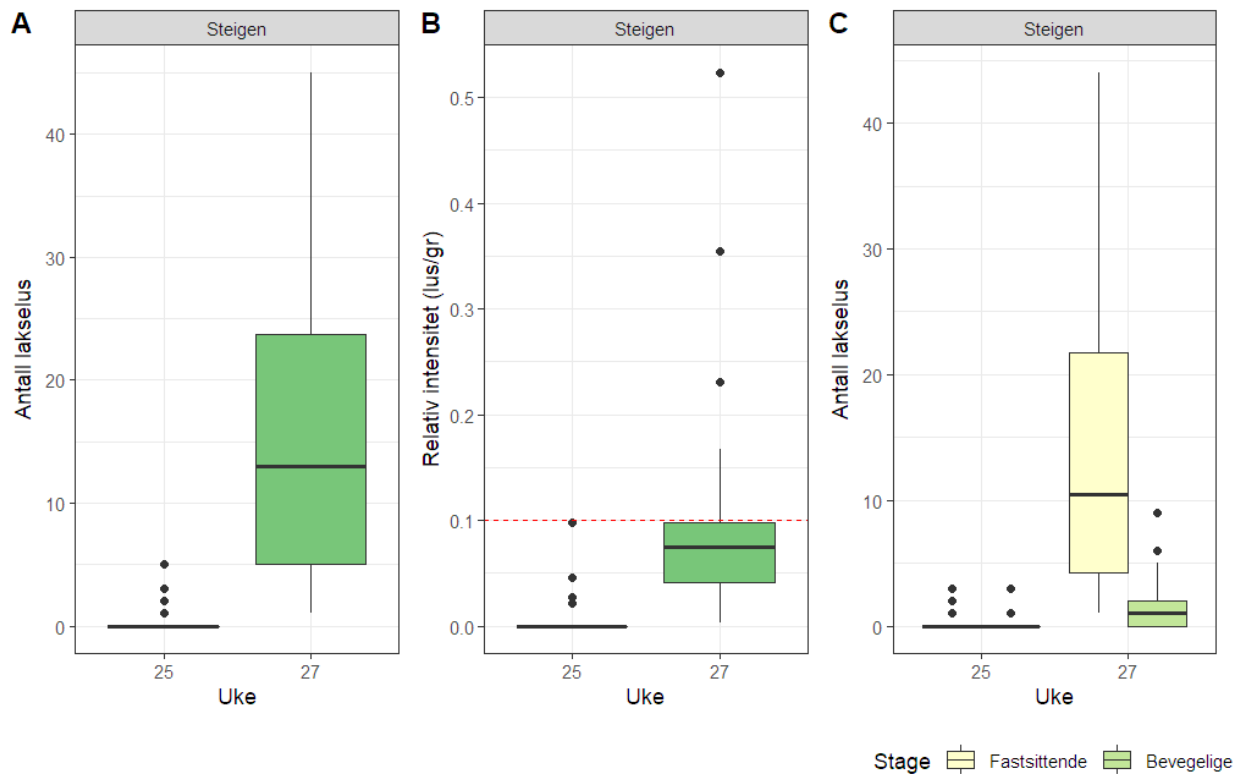 A
Steigen
Antall lakselus
40
30
20
10
0
25
27
Uke
B
Steigen
Relativ intensitet (lus/gr)
0.5
0.4
0.3
0.2
0.1
0.0
25
27
Uke
C
Steigen
Antall lakselus
40
30
20
10
0
25
27
Uke
Stage Fastsittende Bevegelige